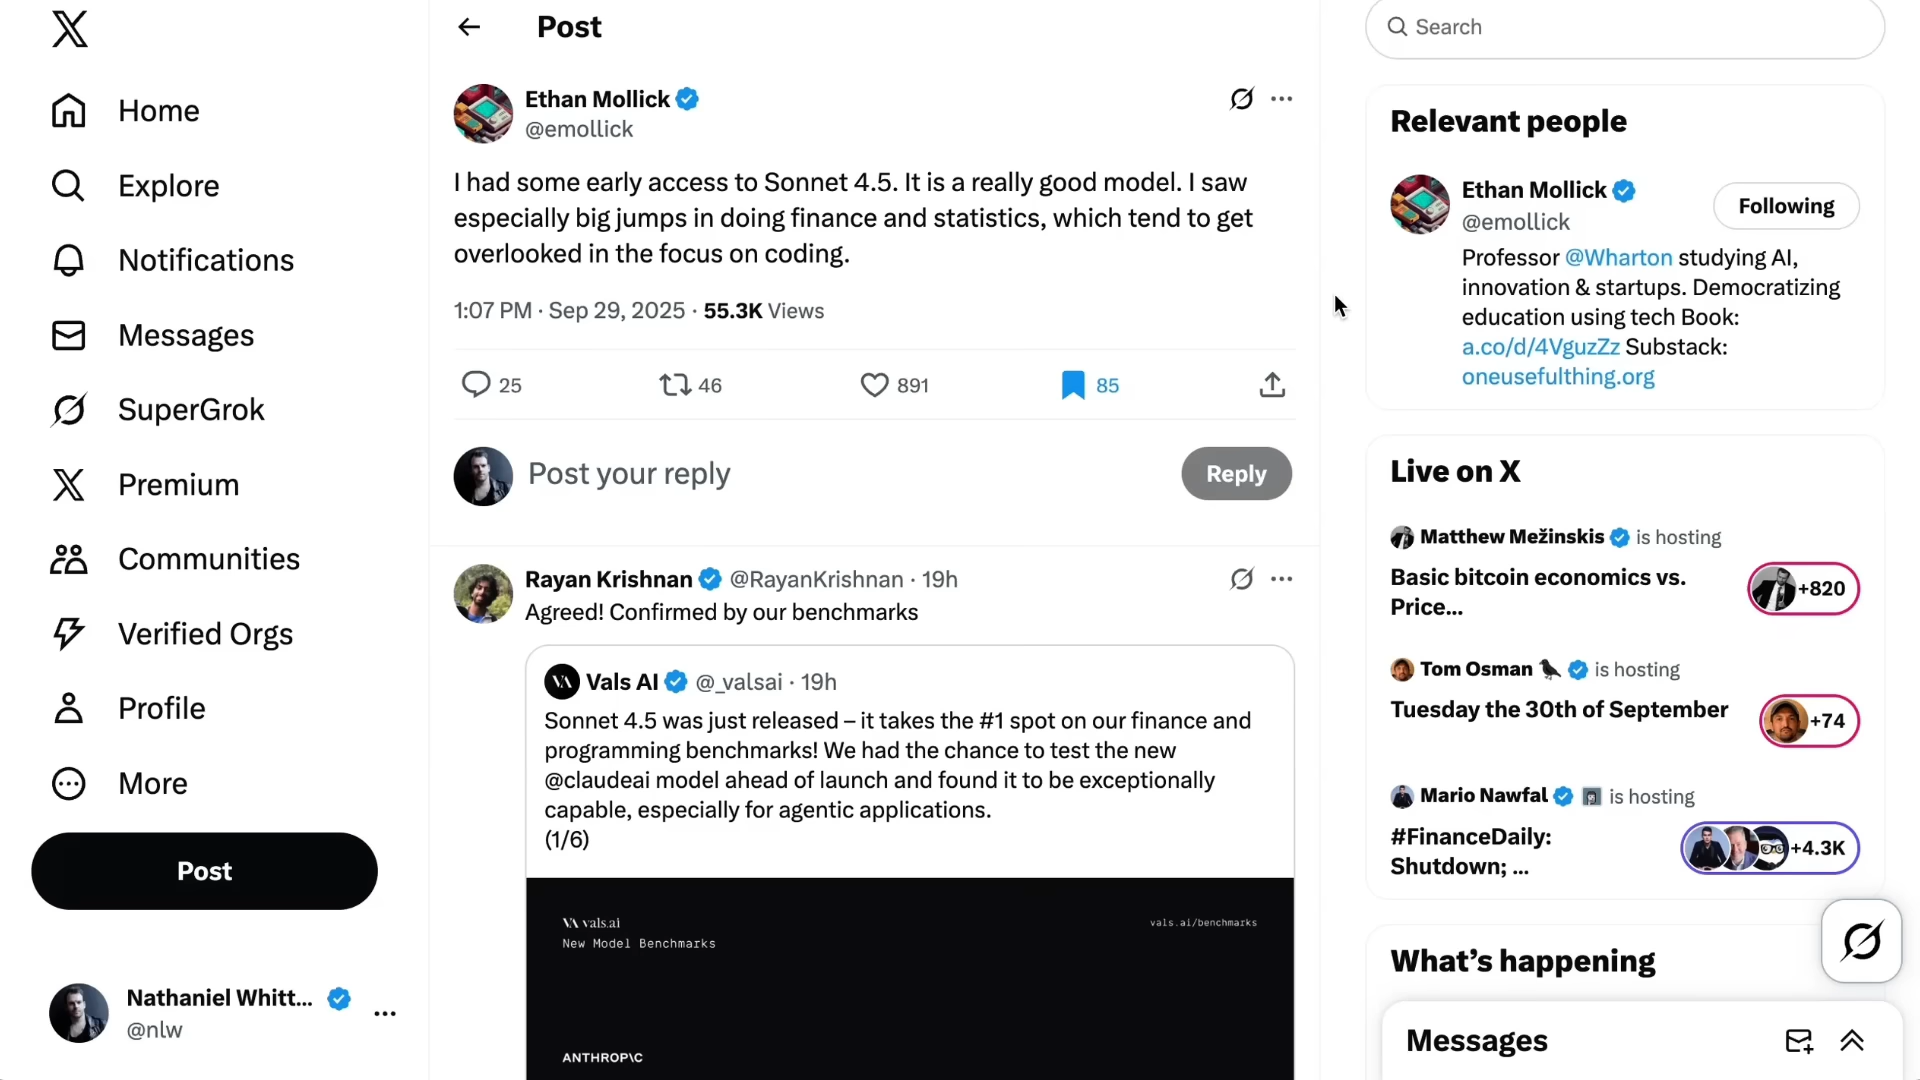 Home
Explore
Notifications
Messages
SuperGrok
Premium
Communities
Verified Orgs
Profile
More
Post
Nathaniel Whitt...
@nlw
Post
Ethan Mollick
@emollick
I had some early access to Sonnet 4.5. It is a really good model. I saw
especially big jumps in doing finance and statistics, which tend to get
overlooked in the focus on coding.
1:07 PM · Sep 29, 2025 · 55.3K Views
25 46 891 85
Post your reply
Reply
Rayan Krishnan @RayanKrishnan · 19h
Agreed! Confirmed by our benchmarks
Vals AI @_valsai · 19h
Sonnet 4.5 was just released – it takes the #1 spot on our finance and
programming benchmarks! We had the chance to test the new
@claudeai model ahead of launch and found it to be exceptionally
capable, especially for agentic applications.
(1/6)
vals.ai
vals.ai/benchmarks
New Model Benchmarks
ANTHROP\C
Search
Relevant people
Ethan Mollick
@emollick
Following
Professor @Wharton studying AI,
innovation & startups. Democratizing
education using tech Book:
a.co/d/4VguzZz Substack:
oneusefulthing.org
Live on X
Matthew Mežinskis is hosting
Basic bitcoin economics vs.
Price...
+820
Tom Osman is hosting
Tuesday the 30th of September
+74
Mario Nawfal is hosting
#FinanceDaily:
Shutdown; ...
+4.3K
What’s happening
Messages